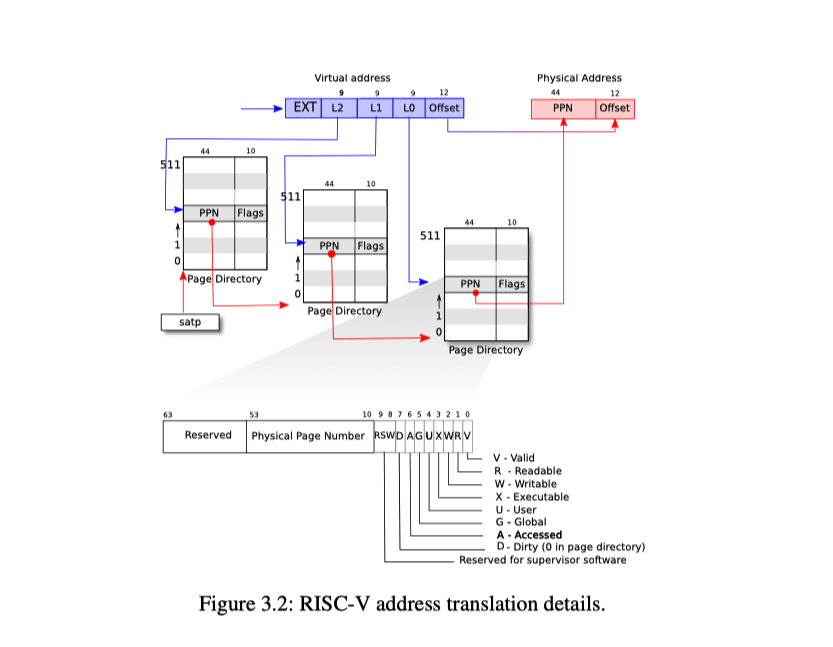 Virtual address
Physical Address
9 9 9 12
44 12
EXT L2 L1 L0 Offset
PPN Offset
44 10
511
PPN Flags
1
0
Page Directory
satp
44 10
511
PPN Flags
1
0
Page Directory
44 10
511
PPN Flags
1
0
Page Directory
63 53 10 9 8 7 6 5 4 3 2 1 0
Reserved Physical Page Number RSW D A G U X W R V
V - Valid
R - Readable
W - Writable
X - Executable
U - User
G - Global
A - Accessed
D - Dirty (0 in page directory)
Reserved for supervisor software
Figure 3.2: RISC-V address translation details.